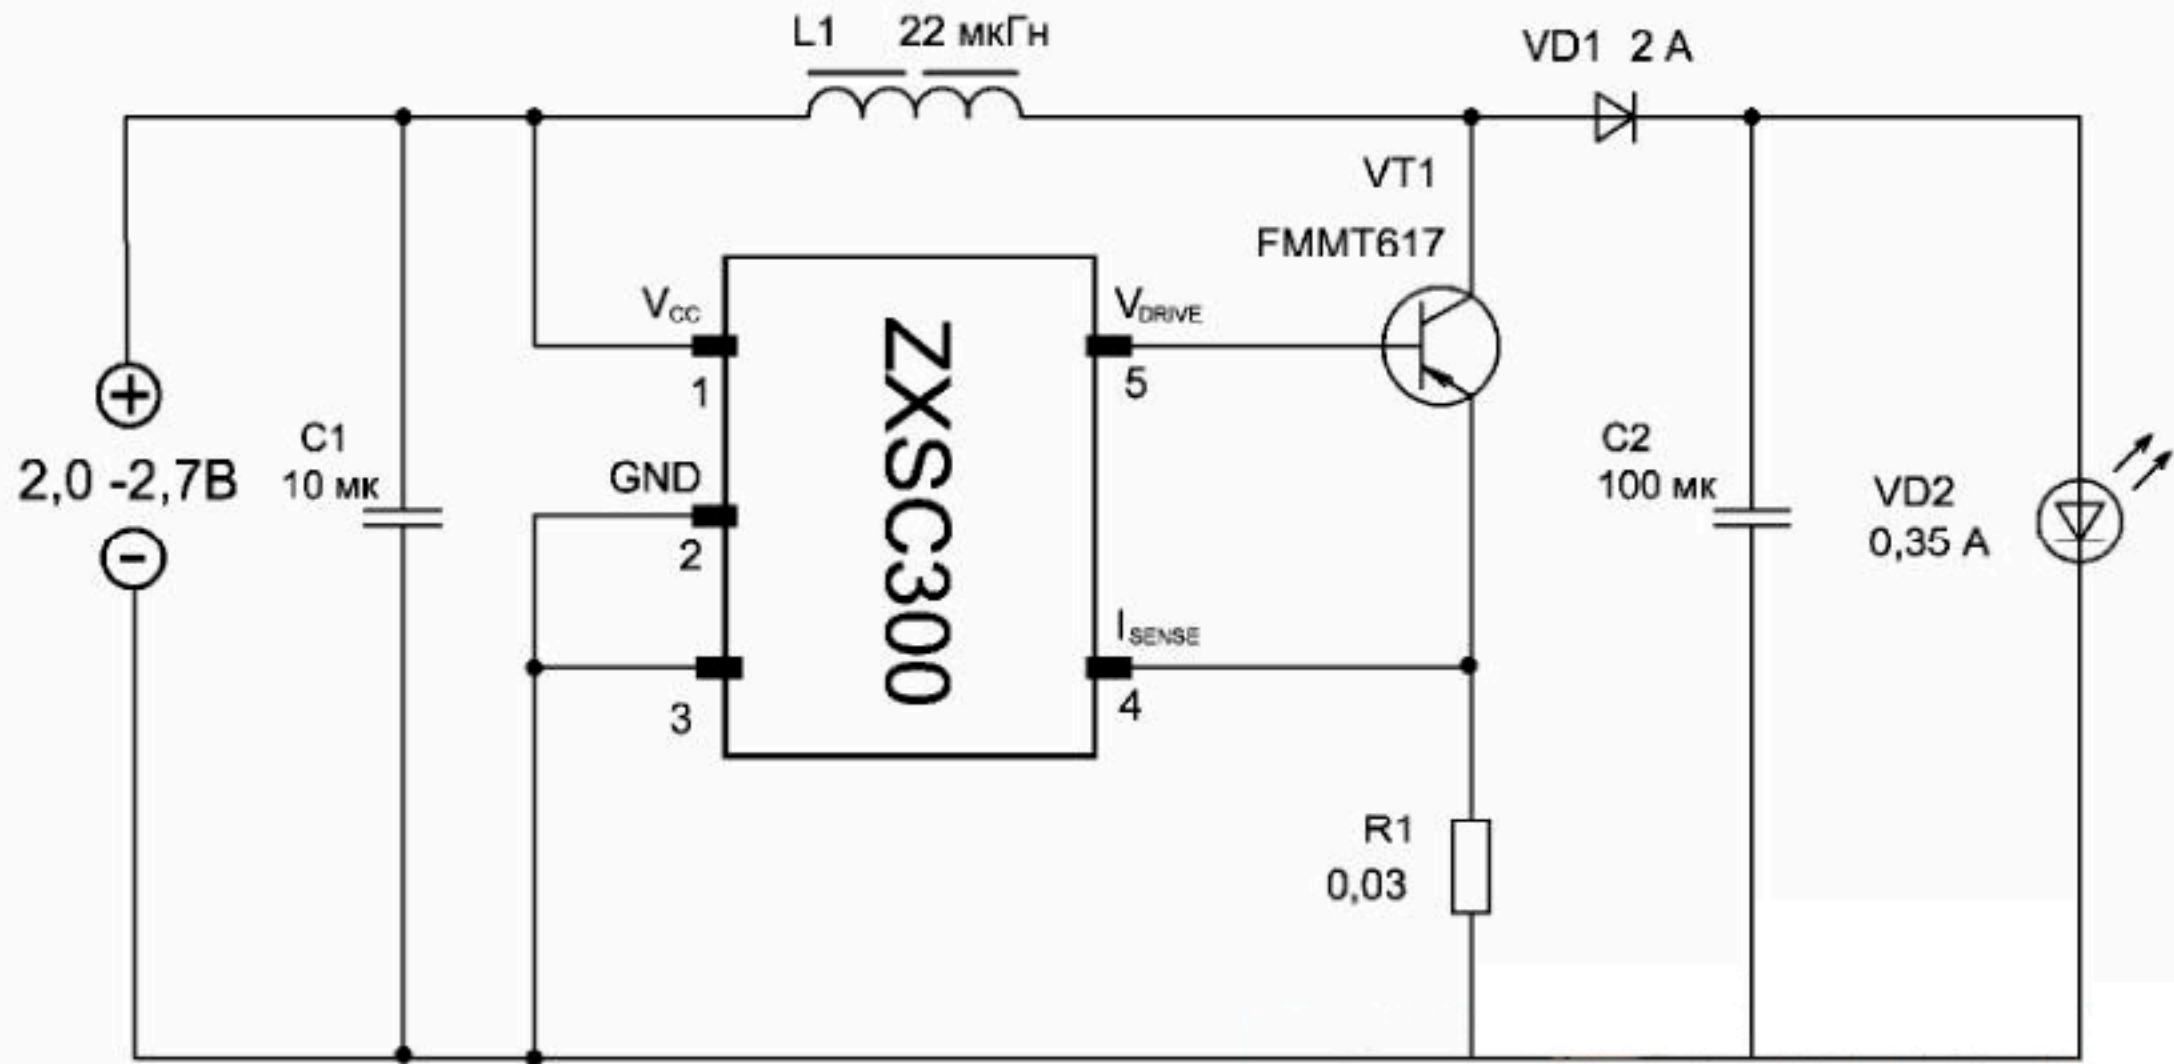 L1 22 мкГн
VD1 2 A
VT1
FMMT617
VCC
VDRIVE
1
5
ZXSC300
+
2,0 -2,7В
-
C1
10 мк
GND
2
C2
100 мк
VD2
0,35 A
ISENSE
3
4
R1
0,03